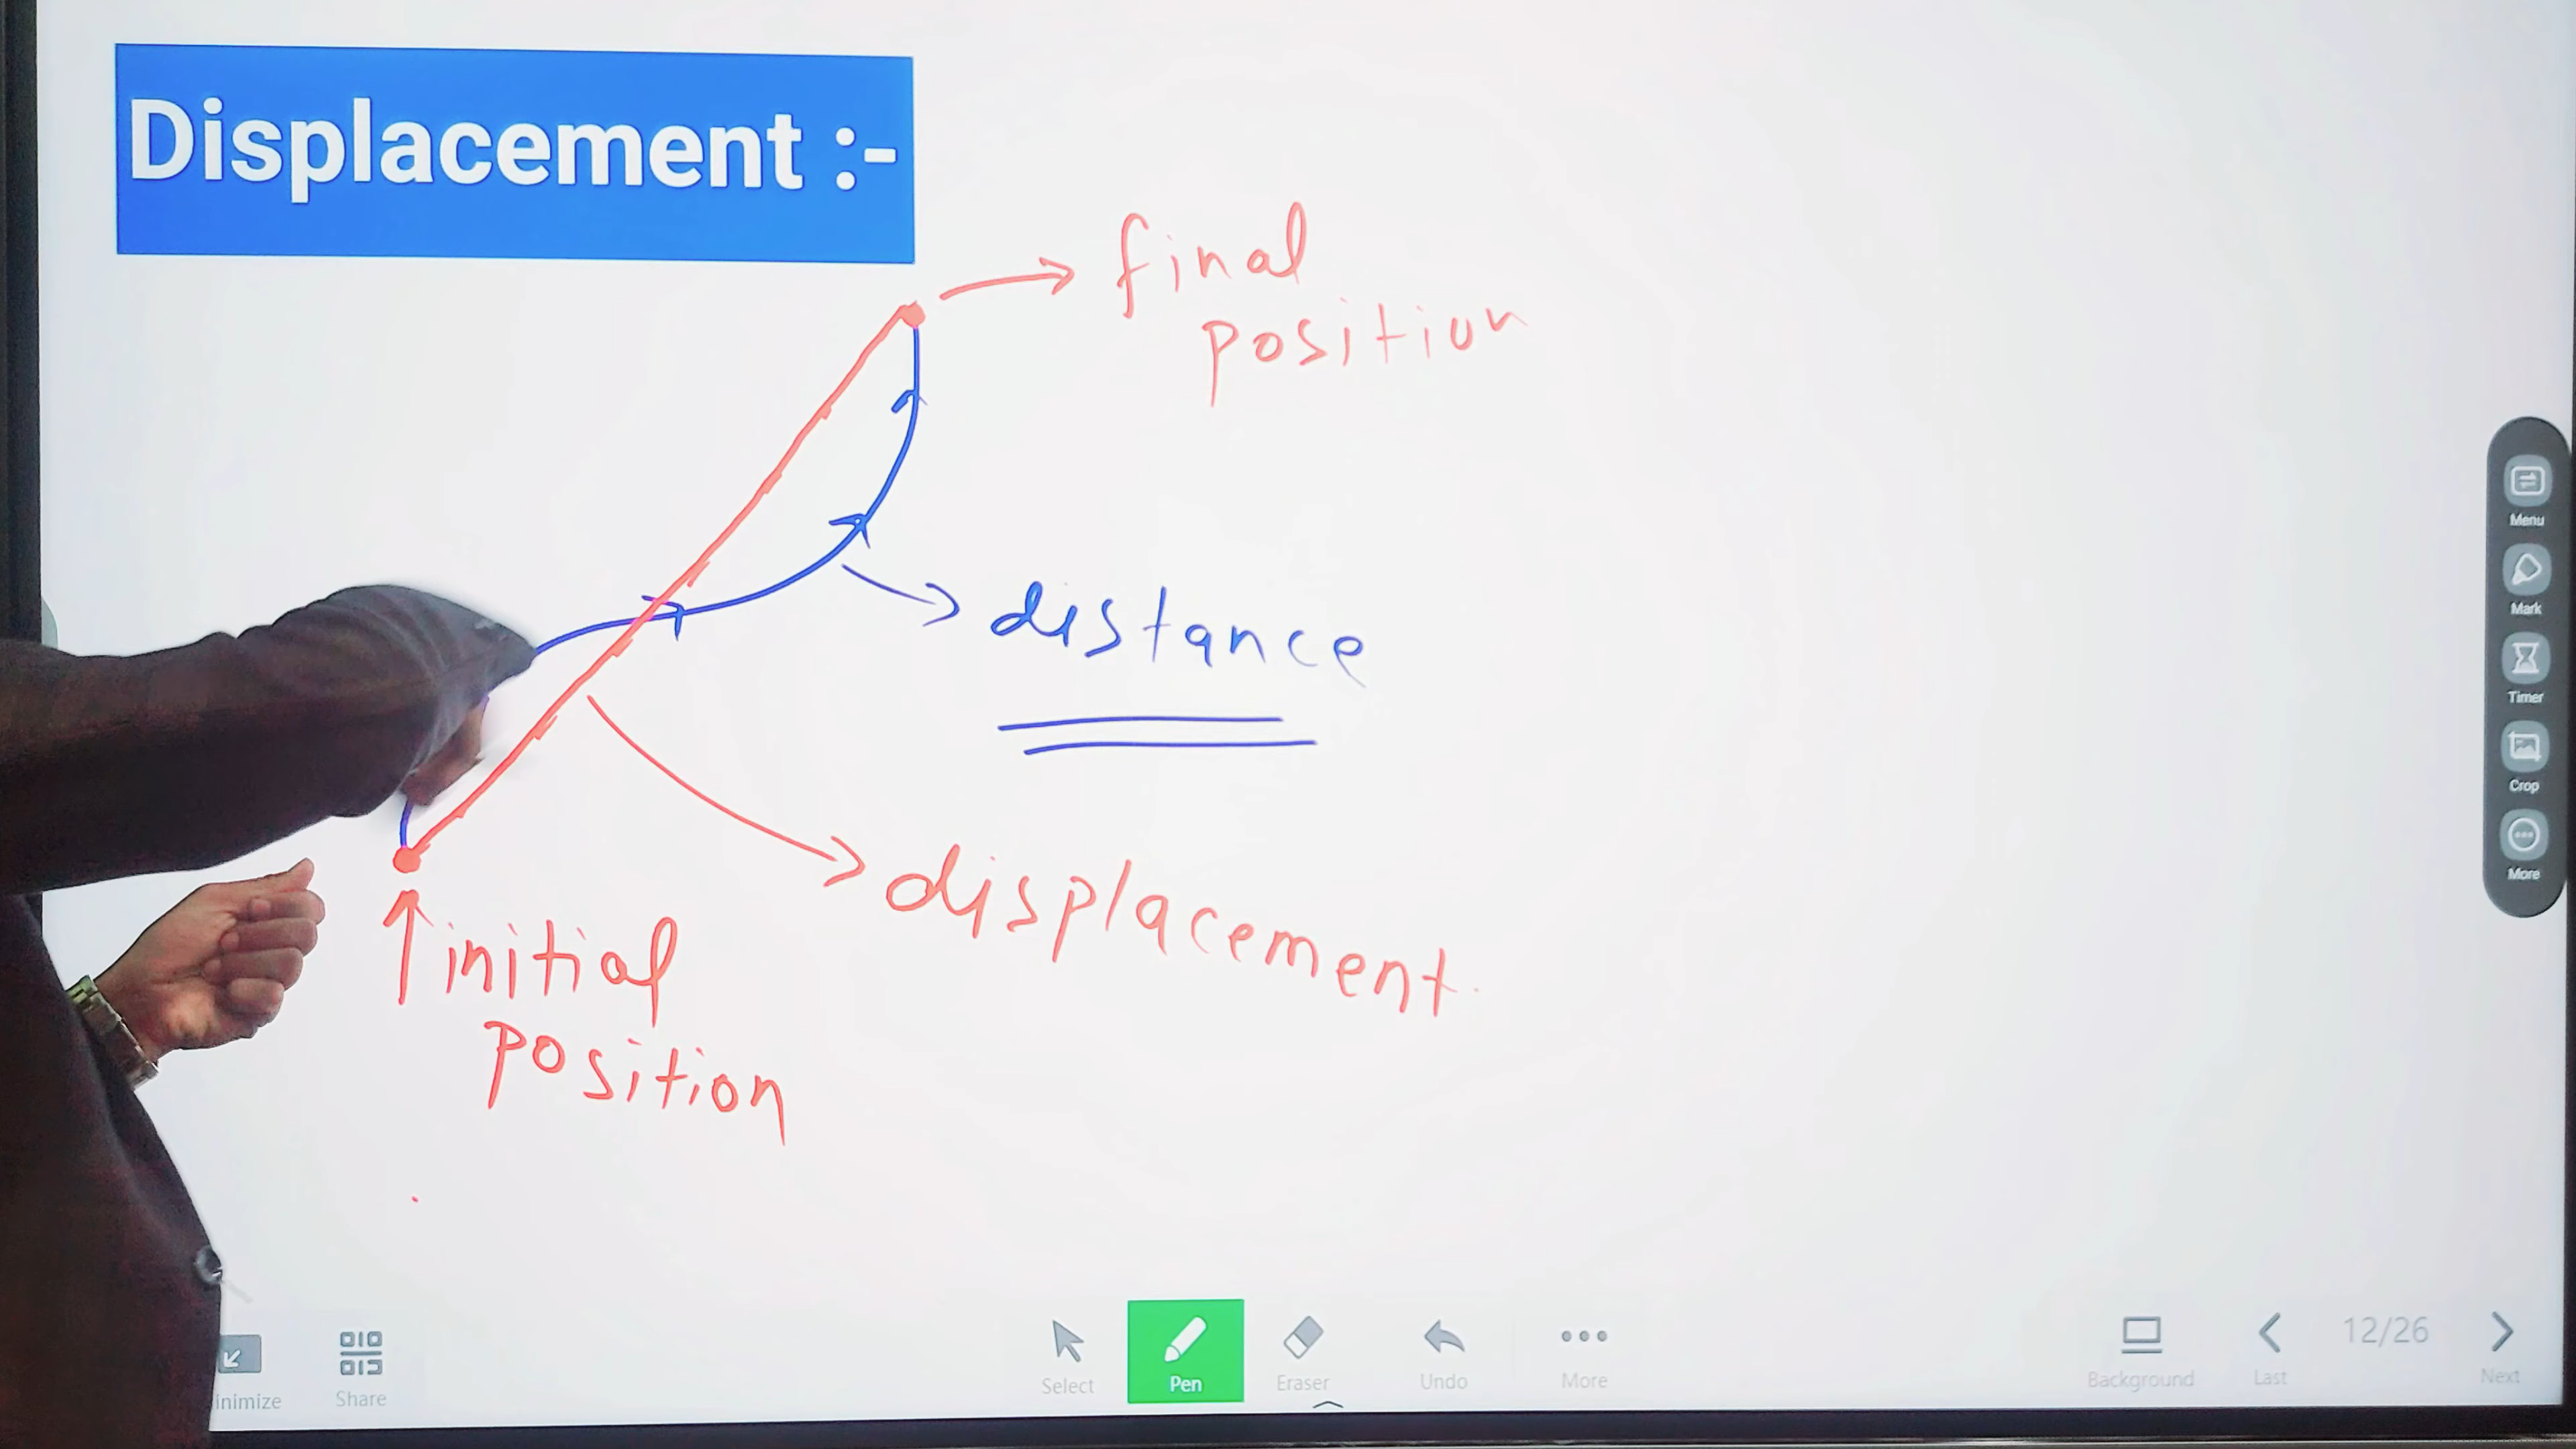 Displacement :-
final
position
distance
displacement.
initial
position
Menu
Mark
Timer
Crop
More
inimize
Share
Select
Pen
Eraser
Undo
More
Background
Last
12/26
Next